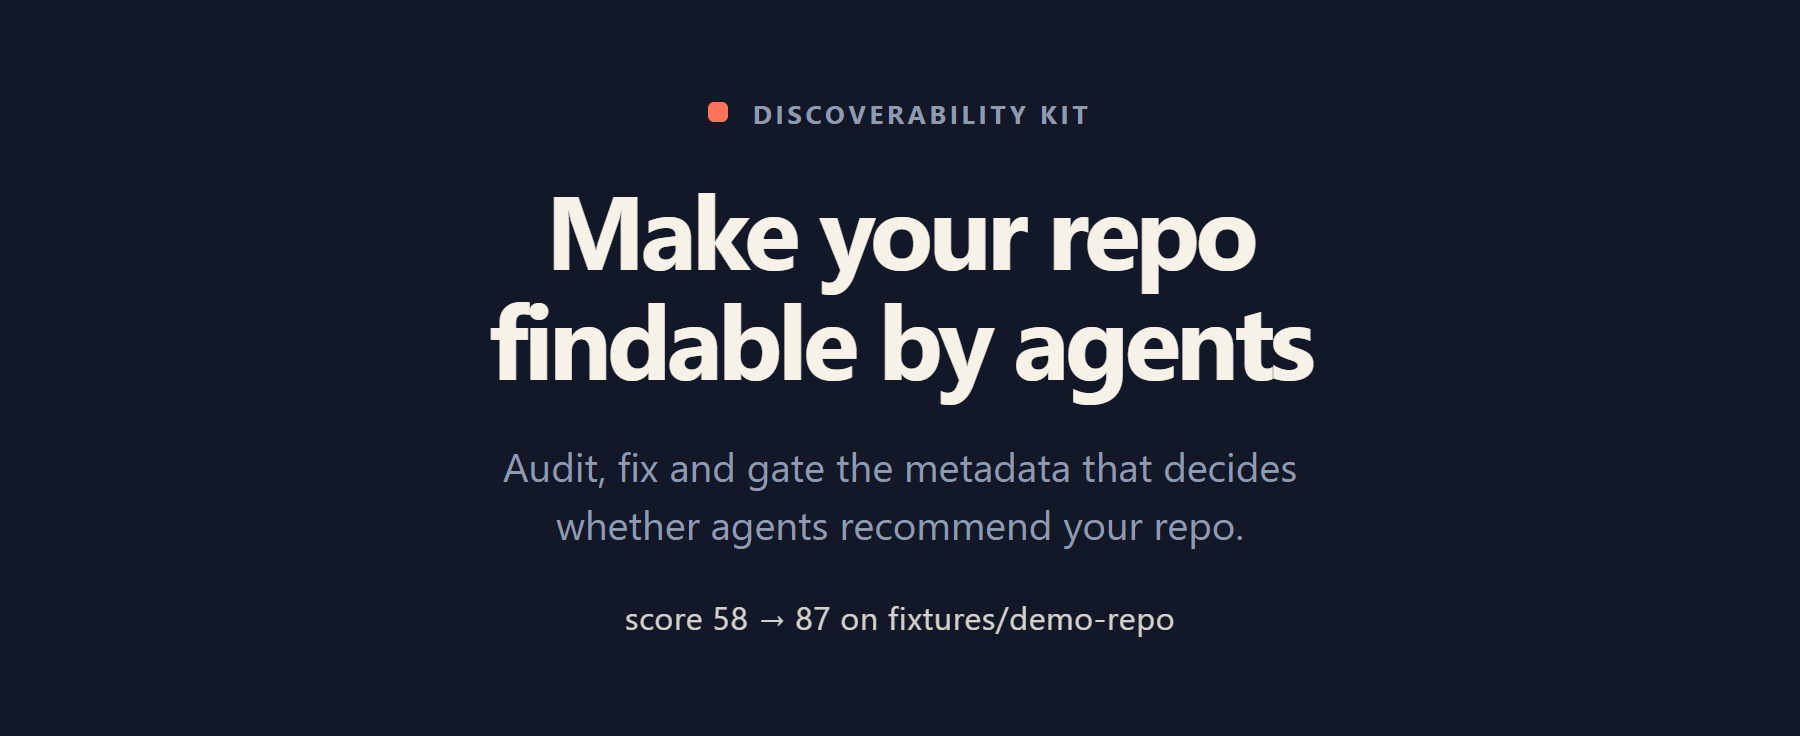 DISCOVERABILITY KIT
Make your repo
findable by agents
Audit, fix and gate the metadata that decides
whether agents recommend your repo.
score 58 → 87 on fixtures/demo-repo